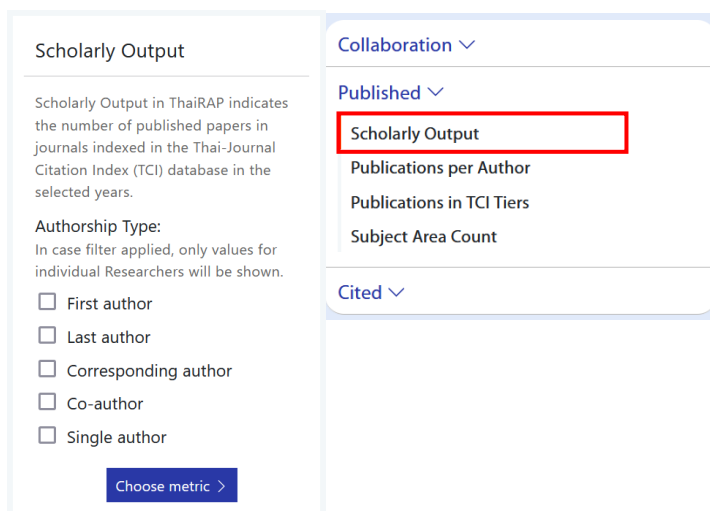 Scholarly Output
Scholarly Output in ThaiRAP indicates
the number of published papers in
journals indexed in the Thai-Journal
Citation Index (TCI) database in the
selected years.
Authorship Type:
In case filter applied, only values for
individual Researchers will be shown.
First author
Last author
Corresponding author
Co-author
Single author
Choose metric >
Collaboration
Published
Scholarly Output
Publications per Author
Publications in TCI Tiers
Subject Area Count
Cited